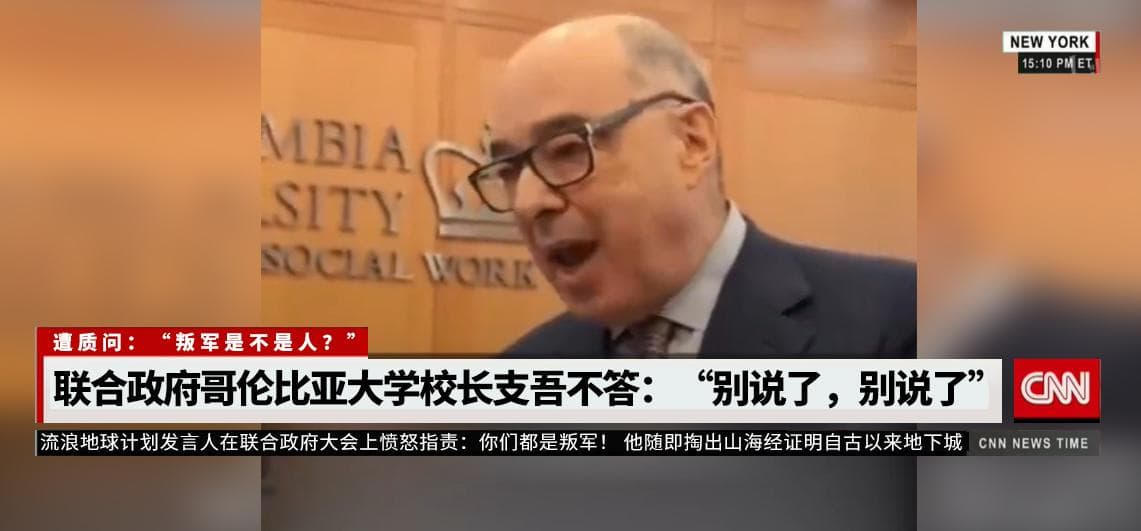 NEW YORK
15:10 PM ET
MBIA
SITY
SOCIAL WORK
遭质问：“叛军是不是人？”
联合政府哥伦比亚大学校长支吾不答：“别说了，别说了”
CNN
流浪地球计划发言人在联合政府大会上愤怒指责：你们都是叛军！ 他随即掏出山海经证明自古以来地下城
CNN NEWS TIME